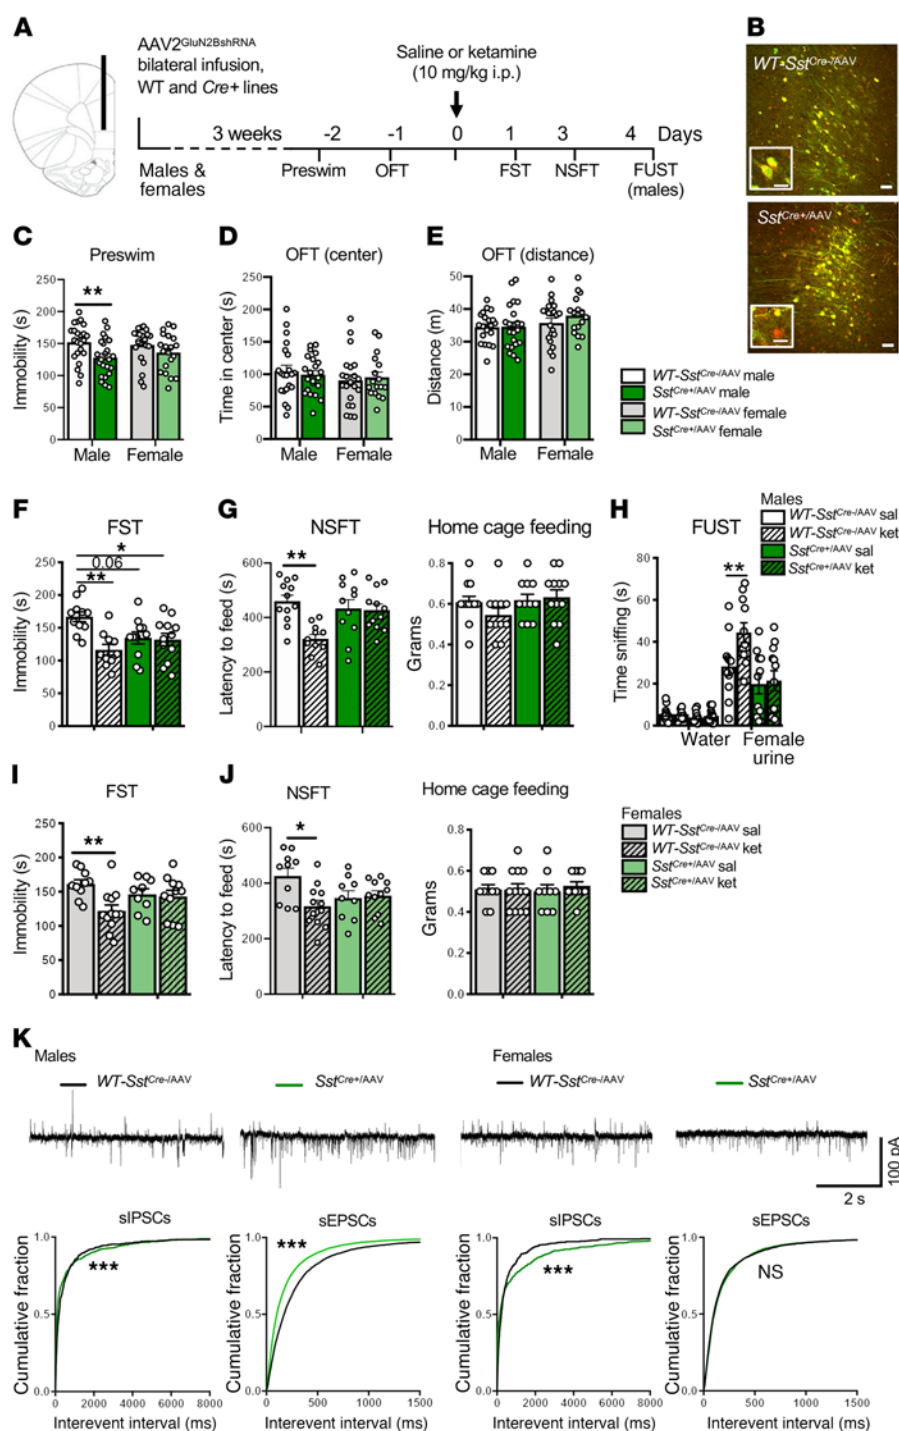 A
AAV2GluN2BshRNA
bilateral infusion,
WT and Cre+ lines
Saline or ketamine
(10 mg/kg i.p.)
3 weeks -2 -1 0 1 3 4 Days
Males &
females
Preswim OFT FST NSFT FUST
(males)
B
WT-SstCre-/AAV
SstCre+/AAV
C
Preswim
**
Immobility (s)
200
150
100
50
0
Male Female
D
OFT (center)
Time in center (s)
250
200
150
100
50
0
Male Female
E
OFT (distance)
Distance (m)
50
40
30
20
10
0
Male Female
WT-SstCre-/AAV male
SstCre+/AAV male
WT-SstCre-/AAV female
SstCre+/AAV female
F
FST
*
0.06
**
Immobility (s)
250
200
150
100
50
0
G
NSFT
**
Latency to feed (s)
600
400
200
0
Home cage feeding
Grams
0.8
0.6
0.4
0.2
0.0
H
FUST
**
Time sniffing (s)
80
60
40
20
0
Water Female
urine
Males
WT-SstCre-/AAV sal
WT-SstCre-/AAV ket
SstCre+/AAV sal
SstCre+/AAV ket
I
FST
**
Immobility (s)
250
200
150
100
50
0
J
NSFT
*
Latency to feed (s)
600
400
200
0
Home cage feeding
Grams
0.8
0.6
0.4
0.2
0.0
Females
WT-SstCre-/AAV sal
WT-SstCre-/AAV ket
SstCre+/AAV sal
SstCre+/AAV ket
K
Males
WT-SstCre-/AAV SstCre+/AAV
Females
WT-SstCre-/AAV SstCre+/AAV
100 pA
2 s
sIPSCs
***
Cumulative fraction
1.0
0.5
0.0
0 2000 4000 6000 8000
Interevent interval (ms)
sEPSCs
***
Cumulative fraction
1.0
0.5
0.0
0 500 1000 1500
Interevent interval (ms)
sIPSCs
***
Cumulative fraction
1.0
0.5
0.0
0 2000 4000 6000 8000
Interevent interval (ms)
sEPSCs
NS
Cumulative fraction
1.0
0.5
0.0
0 500 1000 1500
Interevent interval (ms)